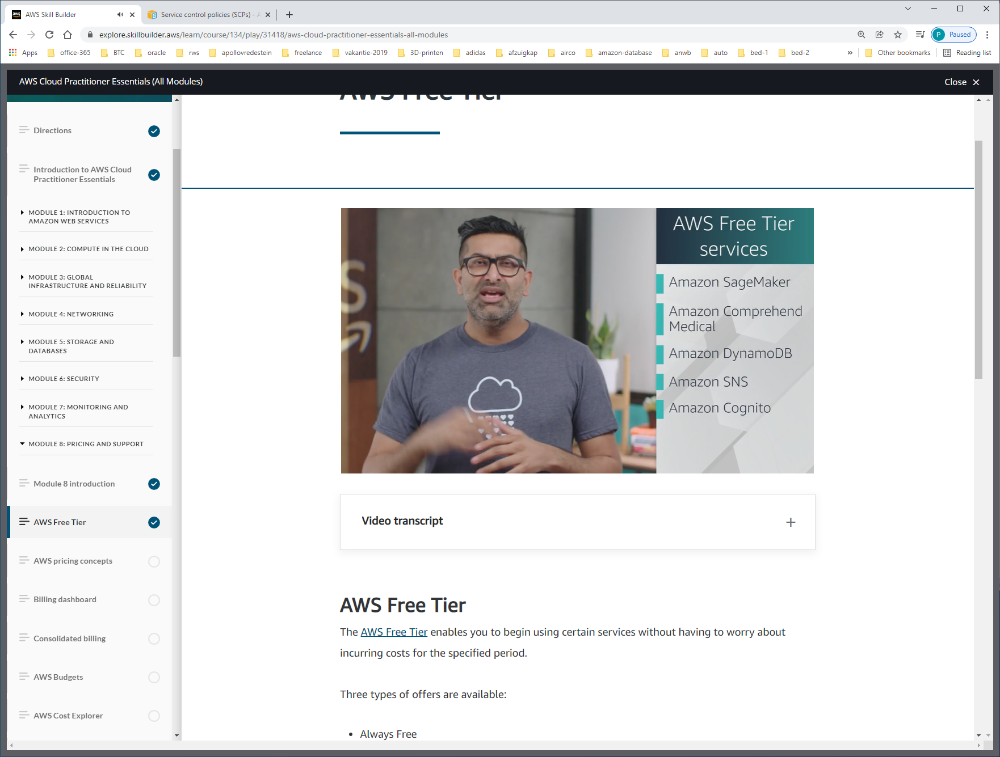 aws
AWS Skill Builder
Service control policies (SCPs) - A
explore.skillbuilder.aws/learn/course/134/play/31418/aws-cloud-practitioner-essentials-all-modules
P Paused
Apps office-365 BTC oracle rws apollovredestein freelance vakantie-2019 3D-printen adidas afzuigkap airco amazon-database anwb auto bed-1 bed-2 » Other bookmarks Reading list
AWS Cloud Practitioner Essentials (All Modules)
Close
Directions
Introduction to AWS Cloud
Practitioner Essentials
MODULE 1: INTRODUCTION TO
AMAZON WEB SERVICES
MODULE 2: COMPUTE IN THE CLOUD
MODULE 3: GLOBAL
INFRASTRUCTURE AND RELIABILITY
MODULE 4: NETWORKING
MODULE 5: STORAGE AND
DATABASES
MODULE 6: SECURITY
MODULE 7: MONITORING AND
ANALYTICS
MODULE 8: PRICING AND SUPPORT
Module 8 introduction
AWS Free Tier
AWS pricing concepts
Billing dashboard
Consolidated billing
AWS Budgets
AWS Cost Explorer
AWS Free Tier
AWS Free Tier
services
Amazon SageMaker
Amazon Comprehend
Medical
Amazon DynamoDB
Amazon SNS
Amazon Cognito
Video transcript
AWS Free Tier
The AWS Free Tier enables you to begin using certain services without having to worry about
incurring costs for the specified period.
Three types of offers are available:
• Always Free